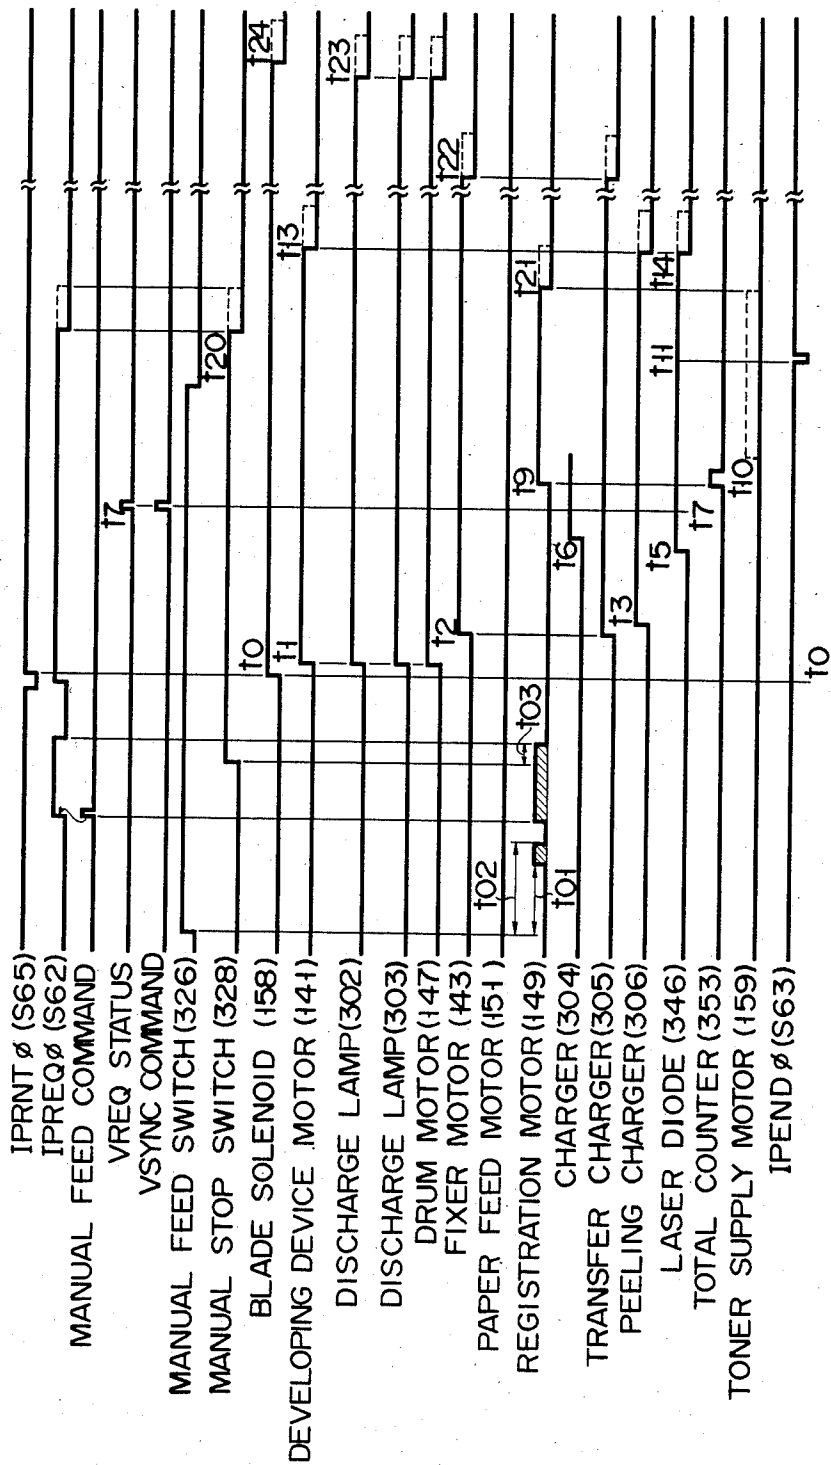 IPRNTø (S65)
IPREQø (S62)
MANUAL FEED COMMAND
VREQ STATUS
VSYNC COMMAND
MANUAL FEED SWITCH (326)
MANUAL STOP SWITCH (328)
BLADE SOLENOID (158)
DEVELOPING DEVICE MOTOR (141)
DISCHARGE LAMP (302)
DISCHARGE LAMP (303)
DRUM MOTOR (147)
FIXER MOTOR (143)
PAPER FEED MOTOR (151)
REGISTRATION MOTOR (149)
CHARGER (304)
TRANSFER CHARGER (305)
PEELING CHARGER (306)
LASER DIODE (346)
TOTAL COUNTER (353)
TONER SUPPLY MOTOR (159)
IPENDø (S63)
t7
t20
t0
t24
t1
t13
t23
t2
t22
t02
t01
t03
t9
t21
t6
t3
t5
t7
t11
t14
t10
t0